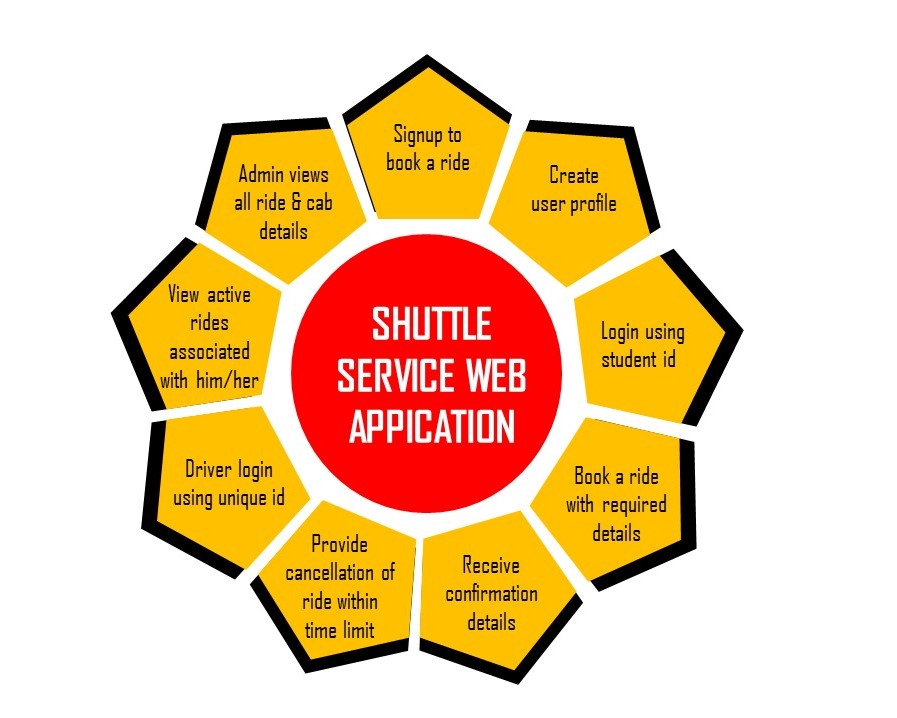 SHUTTLE
SERVICE WEB
APPICATION
Signup to
book a ride
Create
user profile
Login using
student id
Book a ride
with required
details
Receive
confirmation
details
Provide
cancellation of
ride within
time limit
Driver login
using unique id
View active
rides
associated
with him/her
Admin views
all ride & cab
details